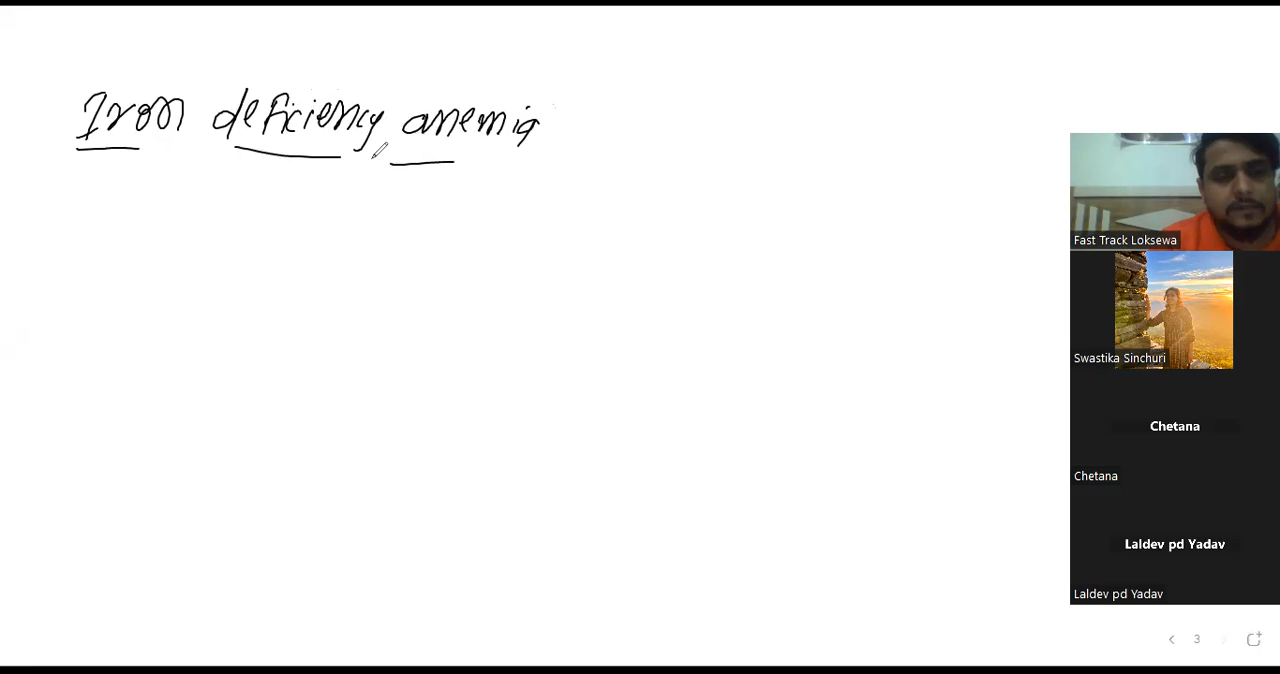 Iron deficiency anemia
Fast Track Loksewa
Swastika Sinchuri
Chetana
Chetana
Laldev pd Yadav
Laldev pd Yadav
3